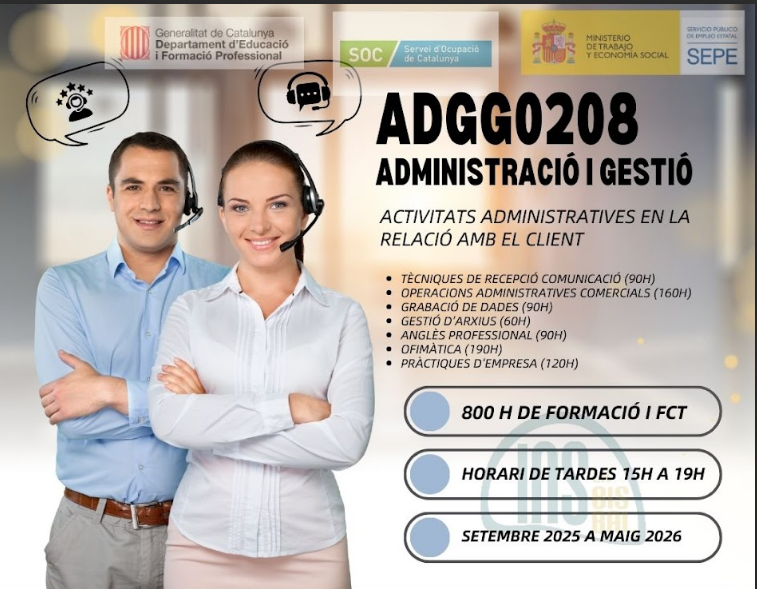 Generalitat de Catalunya
Departament d'Educació
i Formació Professional
SOC
Servei d'Ocupació
de Catalunya
MINISTERIO
DE TRABAJO
Y ECONOMÍA SOCIAL
SERVICIO PÚBLICO
DE EMPLEO ESTATAL
SEPE
ADGG0208
ADMINISTRACIÓ I GESTIÓ
ACTIVITATS ADMINISTRATIVES EN LA
RELACIÓ AMB EL CLIENT
• TÈCNIQUES DE RECEPCIÓ COMUNICACIÓ (90H)
• OPERACIONS ADMINISTRATIVES COMERCIALS (160H)
• GRABACIÓ DE DADES (90H)
• GESTIÓ D'ARXIUS (60H)
• ANGLÈS PROFESSIONAL (90H)
• OFIMÀTICA (190H)
• PRÀCTIQUES D'EMPRESA (120H)
800 H DE FORMACIÓ I FCT
HORARI DE TARDES 15H A 19H
INS
SETEMBRE 2025 A MAIG 2026